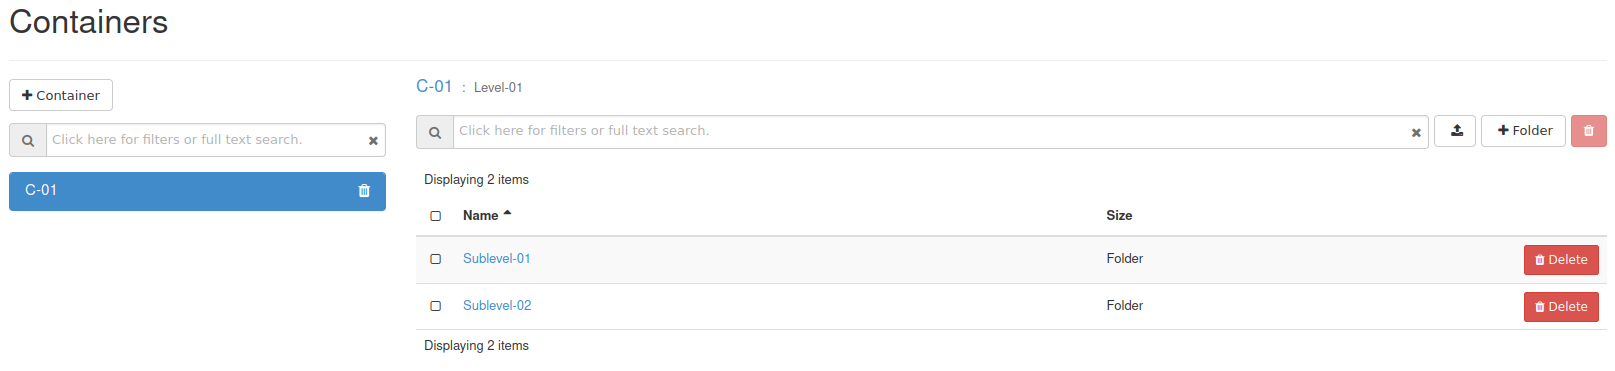 Containers
Container
Click here for filters or full text search.
C-01
C-01 : Level-01
Click here for filters or full text search.
Folder
Displaying 2 items
Name Size
Sublevel-01 Folder Delete
Sublevel-02 Folder Delete
Displaying 2 items